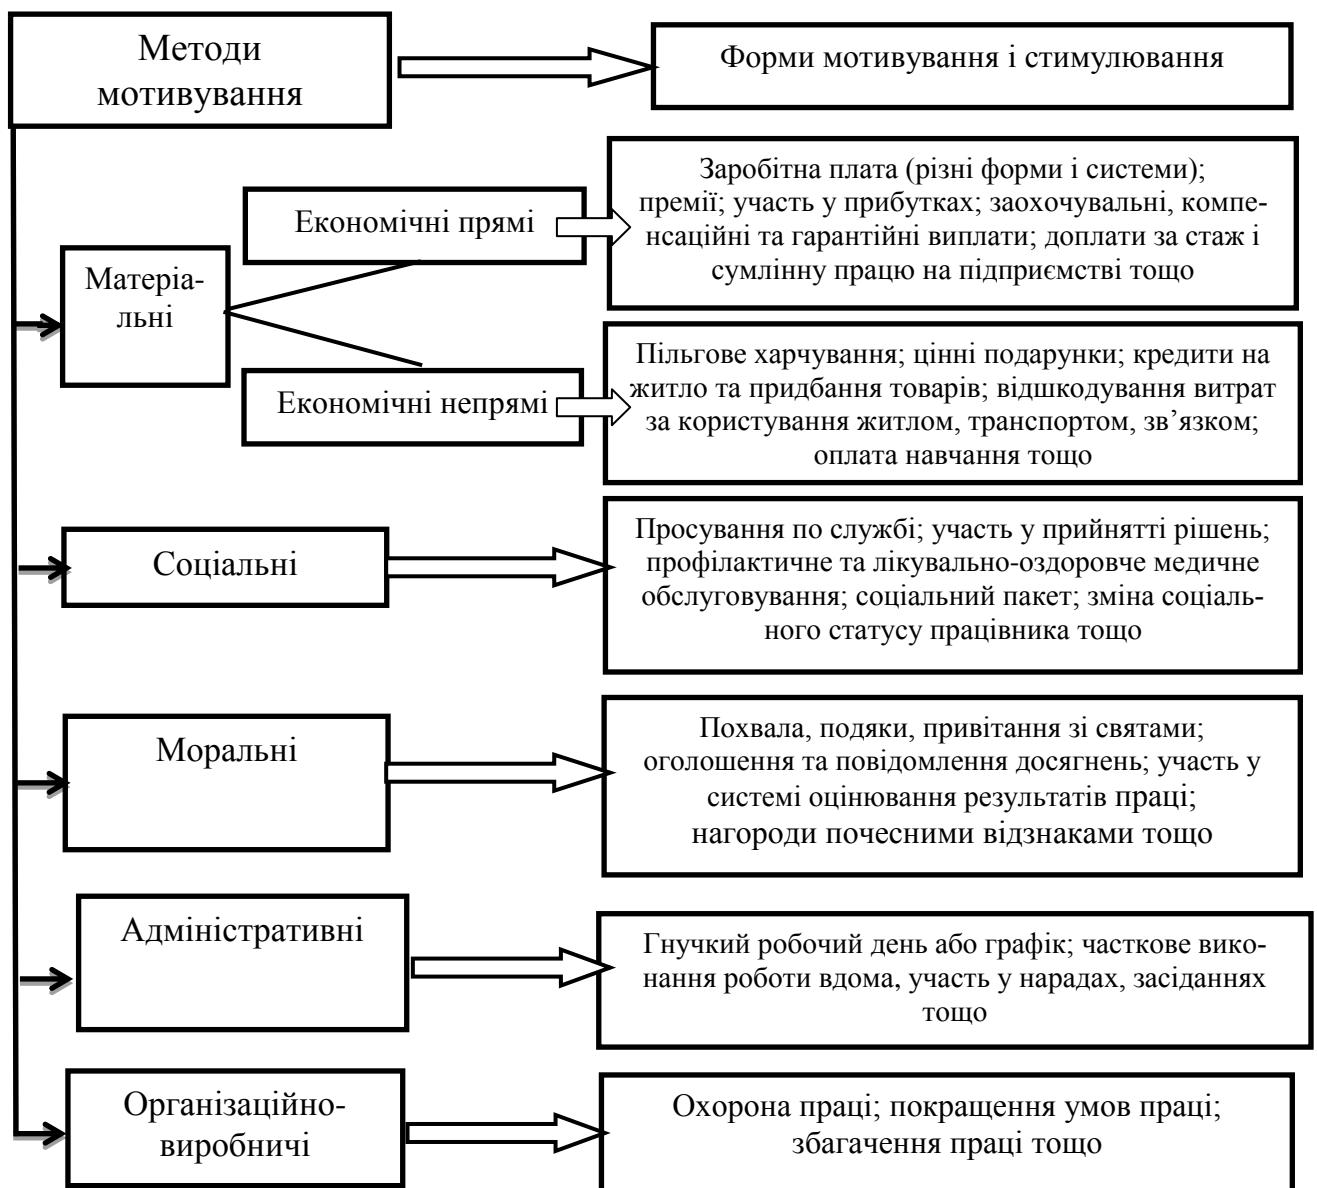 Методи
мотивування
Форми мотивування і стимулювання
Матеріа-
льні
Економічні прямі
Заробітна плата (різні форми і системи);
премії; участь у прибутках; заохочувальні, компе-
нсаційні та гарантійні виплати; доплати за стаж і
сумлінну працю на підприємстві тощо
Економічні непрямі
Пільгове харчування; цінні подарунки; кредити на
житло та придбання товарів; відшкодування витрат
за користування житлом, транспортом, зв’язком;
оплата навчання тощо
Соціальні
Просування по службі; участь у прийнятті рішень;
профілактичне та лікувально-оздоровче медичне
обслуговування; соціальний пакет; зміна соціаль-
ного статусу працівника тощо
Моральні
Похвала, подяки, привітання зі святами;
оголошення та повідомлення досягнень; участь у
системі оцінювання результатів праці;
нагороди почесними відзнаками тощо
Адміністративні
Гнучкий робочий день або графік; часткове вико-
нання роботи вдома, участь у нарадах, засіданнях
тощо
Організаційно-
виробничі
Охорона праці; покращення умов праці;
збагачення праці тощо